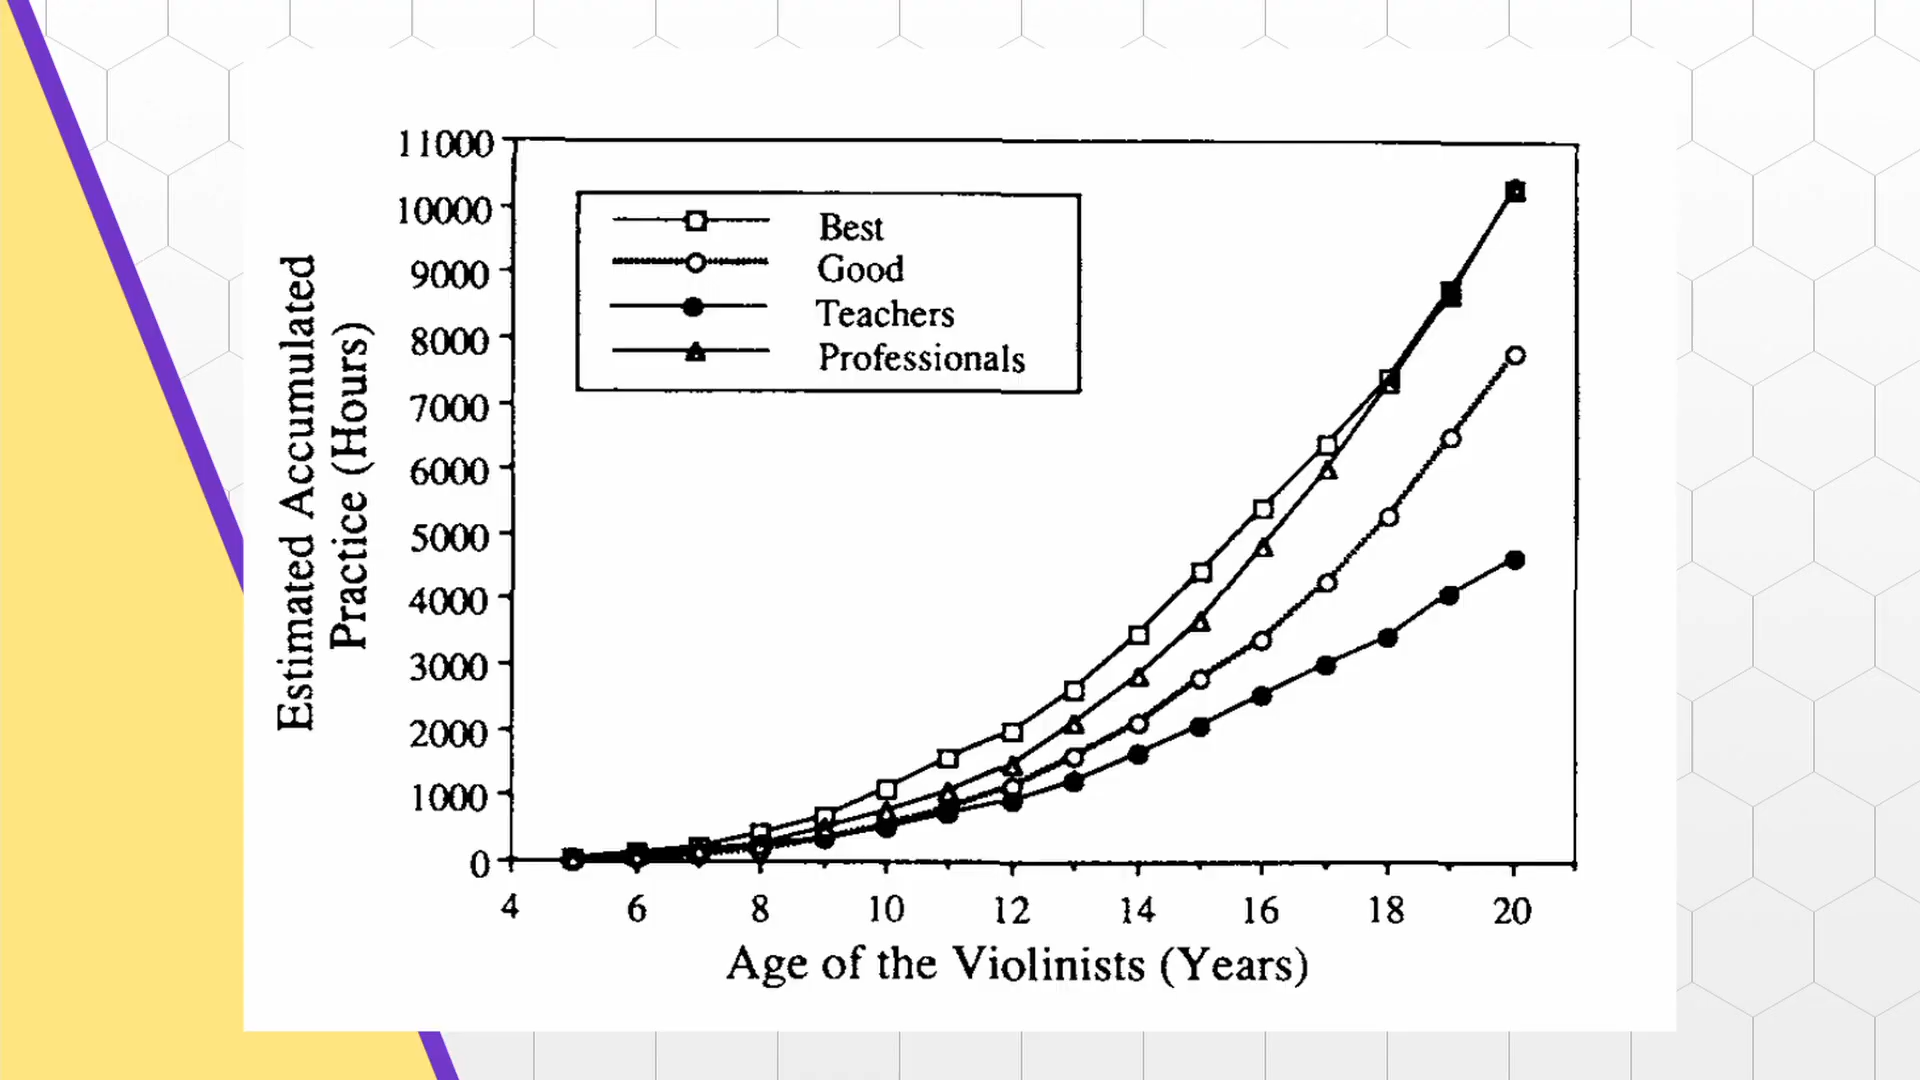 11000
10000
9000
8000
7000
6000
5000
4000
3000
2000
1000
0
Estimated Accumulated
Practice (Hours)
Best
Good
Teachers
Professionals
4 6 8 10 12 14 16 18 20
Age of the Violinists (Years)